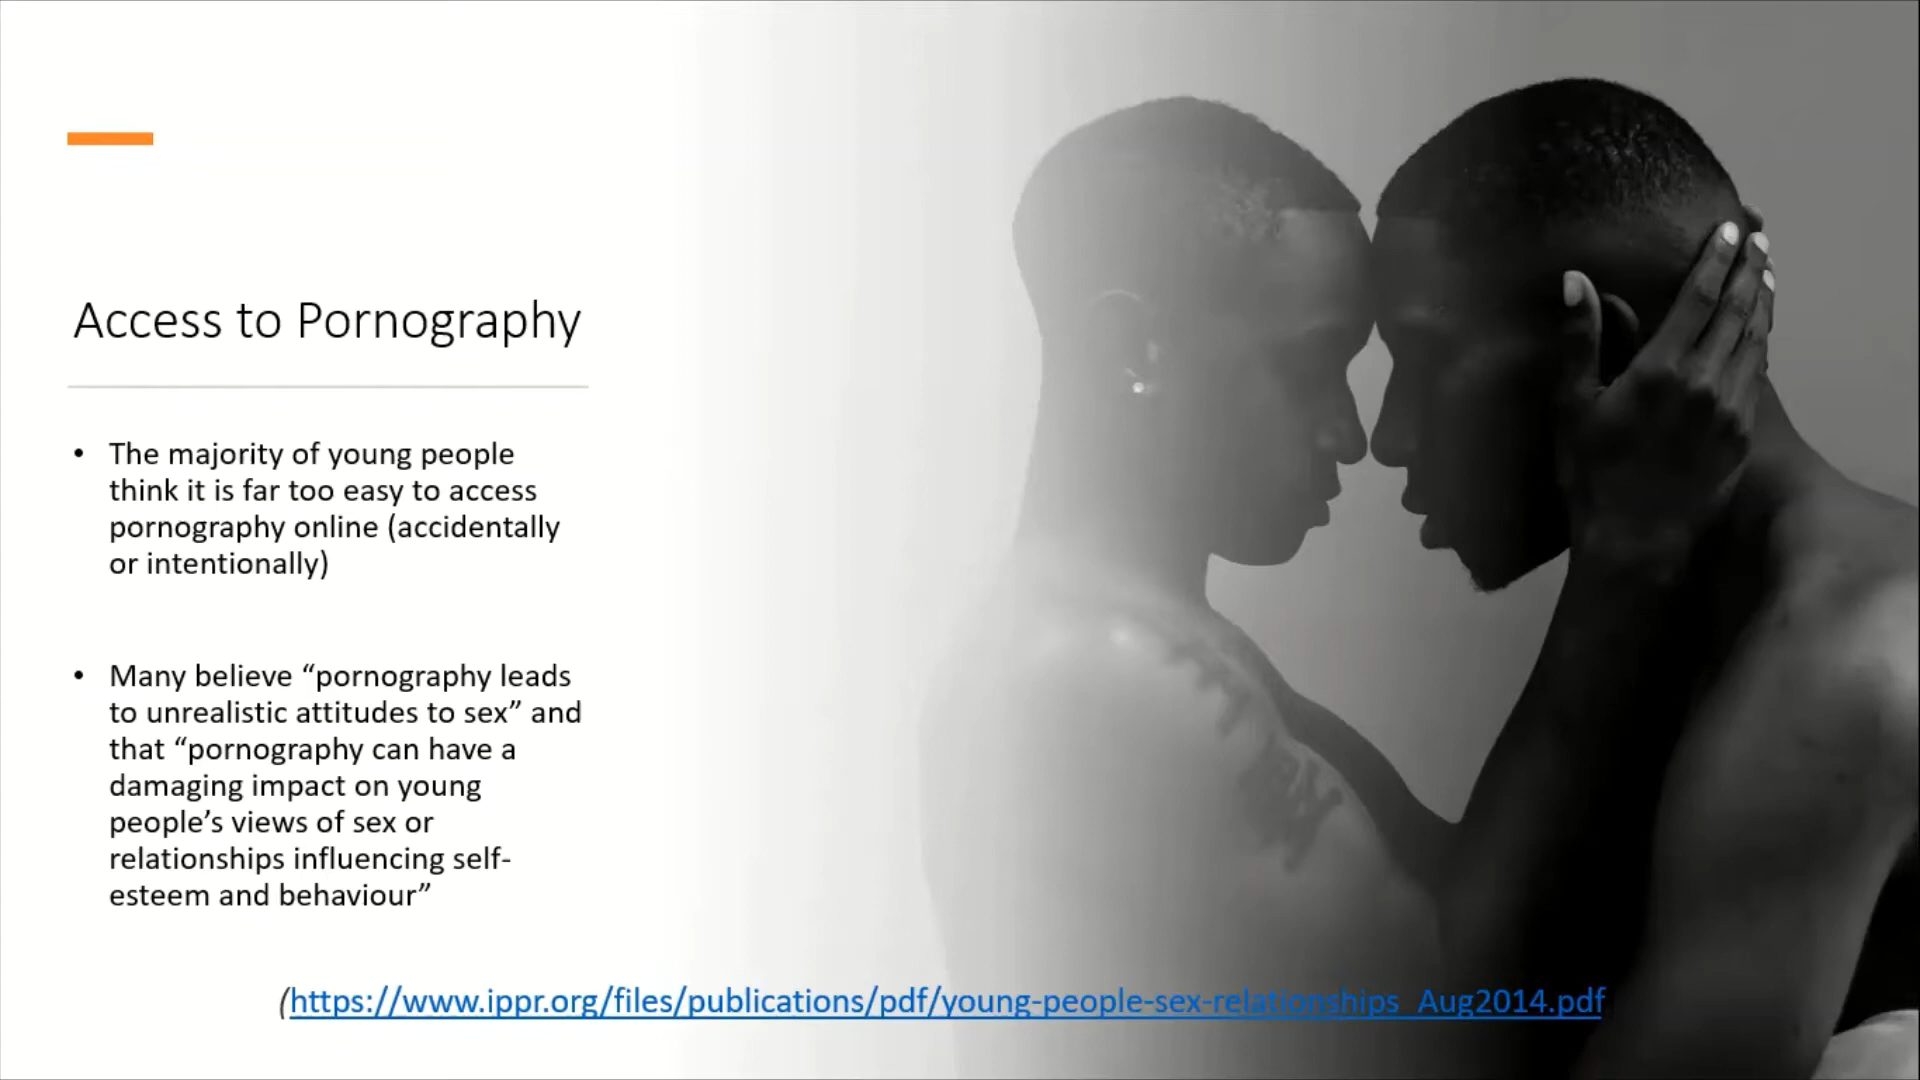 Access to Pornography
• The majority of young people
think it is far too easy to access
pornography online (accidentally
or intentionally)
• Many believe “pornography leads
to unrealistic attitudes to sex” and
that “pornography can have a
damaging impact on young
people’s views of sex or
relationships influencing self-
esteem and behaviour”
(https://www.ippr.org/files/publications/pdf/young-people-sex-relationships_Aug2014.pdf